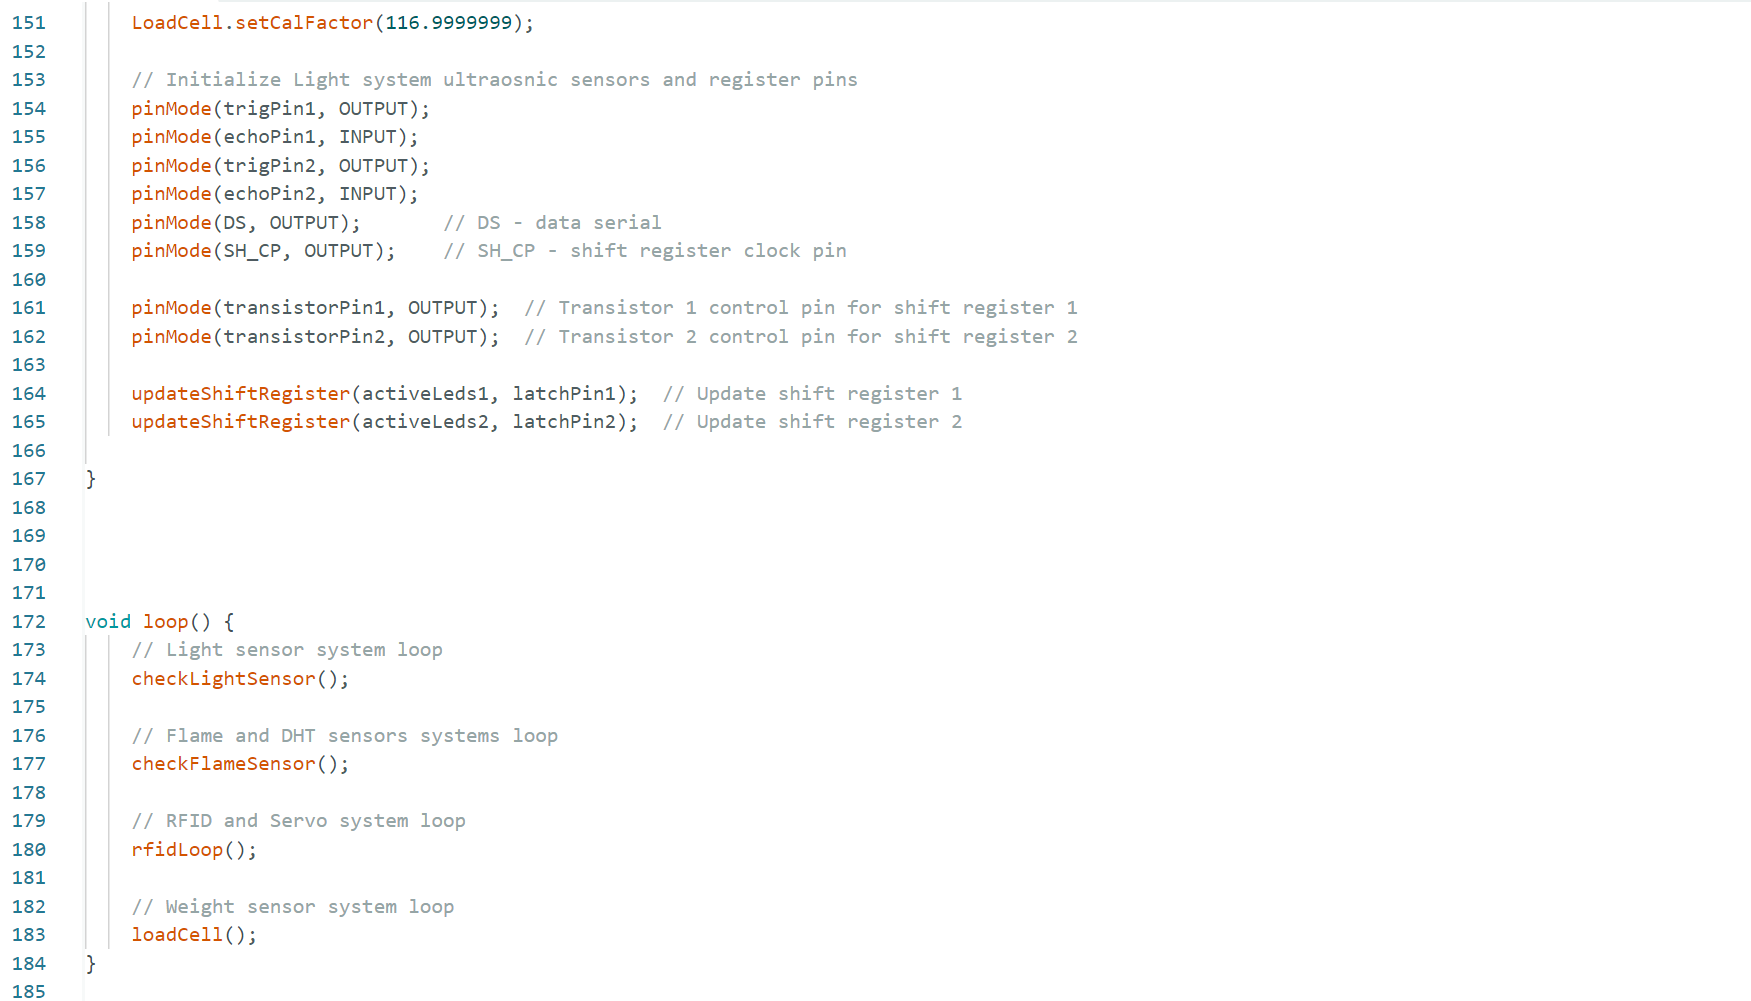 151 LoadCell.setCalFactor(116.9999999);
152
153 // Initialize Light system ultraosnic sensors and register pins
154 pinMode(trigPin1, OUTPUT);
155 pinMode(echoPin1, INPUT);
156 pinMode(trigPin2, OUTPUT);
157 pinMode(echoPin2, INPUT);
158 pinMode(DS, OUTPUT); // DS - data serial
159 pinMode(SH_CP, OUTPUT); // SH_CP - shift register clock pin
160
161 pinMode(transistorPin1, OUTPUT); // Transistor 1 control pin for shift register 1
162 pinMode(transistorPin2, OUTPUT); // Transistor 2 control pin for shift register 2
163
164 updateShiftRegister(activeLeds1, latchPin1); // Update shift register 1
165 updateShiftRegister(activeLeds2, latchPin2); // Update shift register 2
166
167 }
168
169
170
171
172 void loop() {
173 // Light sensor system loop
174 checkLightSensor();
175
176 // Flame and DHT sensors systems loop
177 checkFlameSensor();
178
179 // RFID and Servo system loop
180 rfidLoop();
181
182 // Weight sensor system loop
183 loadCell();
184 }
185